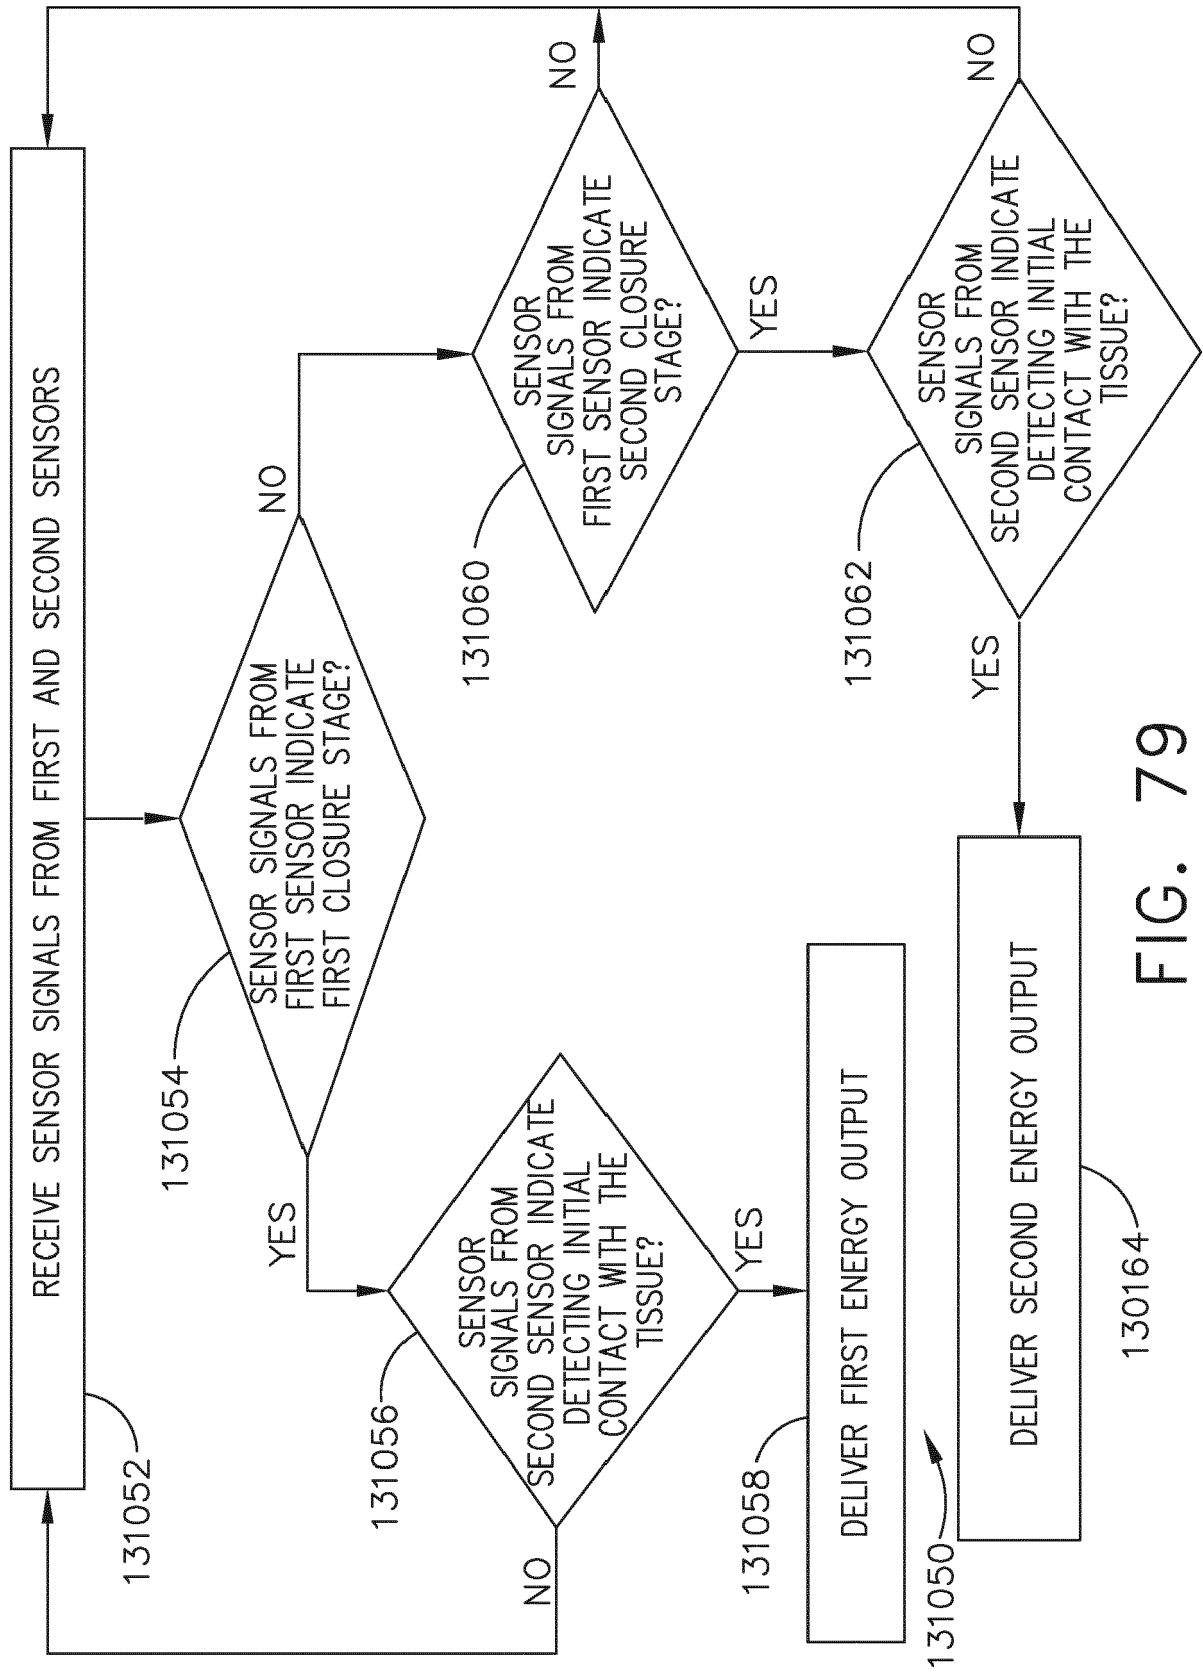 RECEIVE SENSOR SIGNALS FROM FIRST AND SECOND SENSORS
131052
131054
SENSOR SIGNALS FROM
FIRST SENSOR INDICATE
FIRST CLOSURE STAGE?
YES
NO
131056
SENSOR
SIGNALS FROM
SECOND SENSOR INDICATE
DETECTING INITIAL
CONTACT WITH THE
TISSUE?
NO
YES
131058
DELIVER FIRST ENERGY OUTPUT
131060
SENSOR
SIGNALS FROM
FIRST SENSOR INDICATE
SECOND CLOSURE
STAGE?
NO
YES
131062
SENSOR
SIGNALS FROM
SECOND SENSOR INDICATE
DETECTING INITIAL
CONTACT WITH THE
TISSUE?
NO
YES
131050
DELIVER SECOND ENERGY OUTPUT
130164
FIG. 79